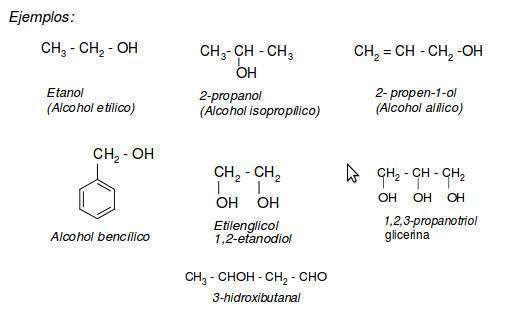 Ejemplos:
CH₃ - CH₂ - OH
Etanol
(Alcohol etílico)
CH₃- CH - CH₃
OH
2-propanol
(Alcohol isopropílico)
CH₂ = CH - CH₂ -OH
2- propen-1-ol
(Alcohol alílico)
CH₂ - OH
Alcohol bencílico
CH₂ - CH₂
OH OH
Etilenglicol
1,2-etanodiol
CH₂ - CH - CH₂
OH OH OH
1,2,3-propanotriol
glicerina
CH₃ - CHOH - CH₂ - CHO
3-hidroxibutanal